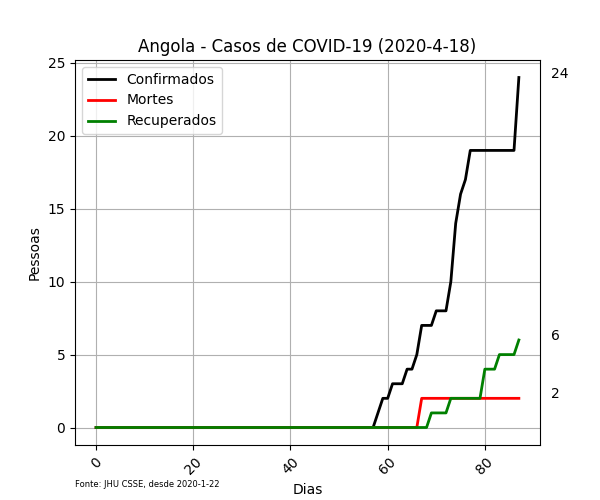 Angola - Casos de COVID-19 (2020-4-18)
Confirmados
Mortes
Recuperados
25
20
15
10
5
0
Pessoas
24
6
2
0
20
40
60
80
Dias
Fonte: JHU CSSE, desde 2020-1-22